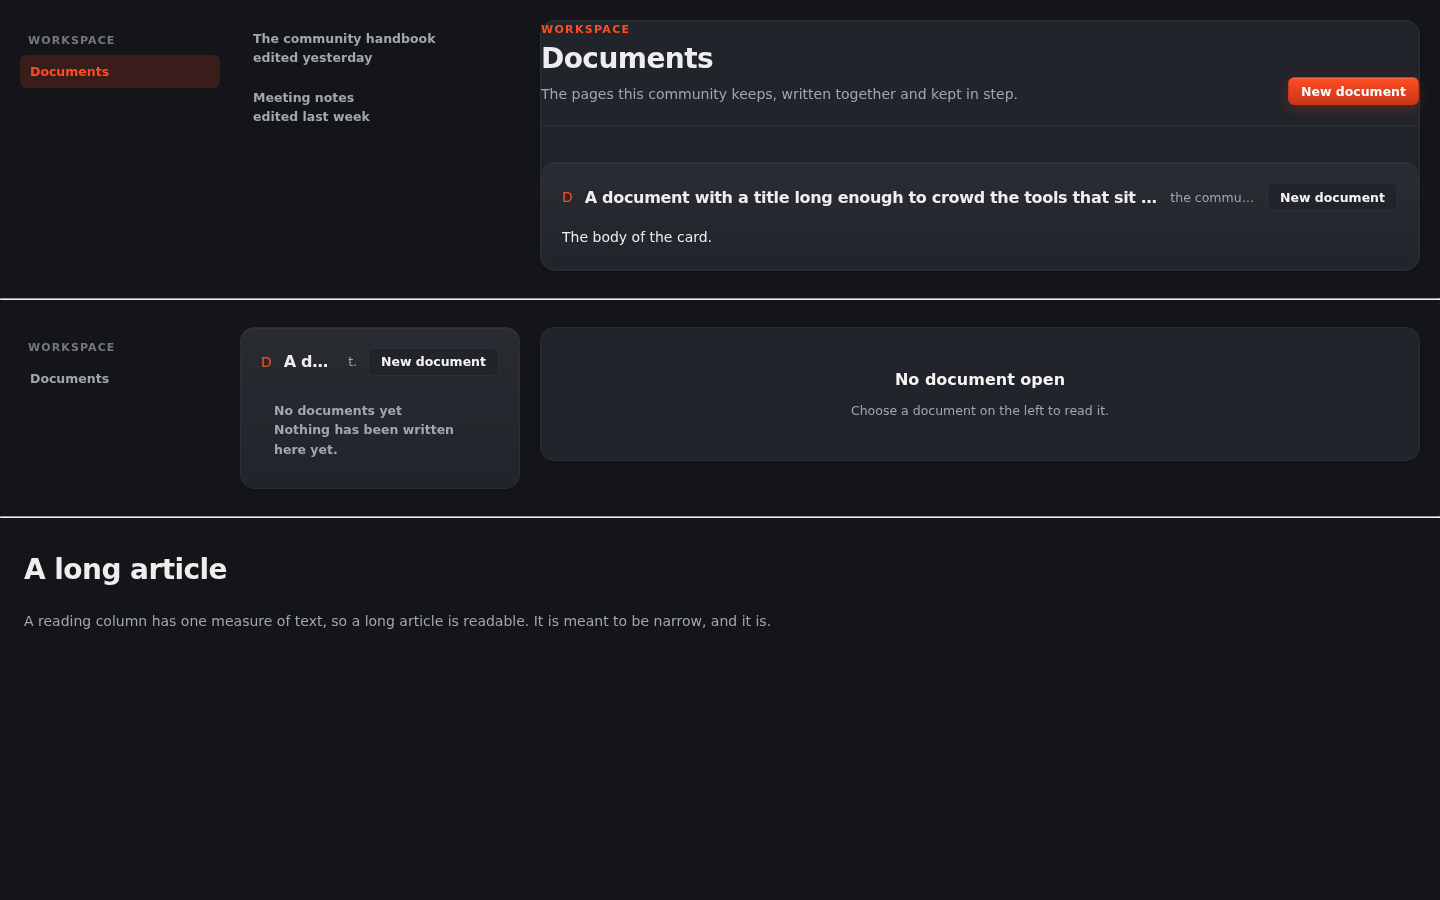 WORKSPACE
Documents
The community handbook
edited yesterday
Meeting notes
edited last week
WORKSPACE
Documents
The pages this community keeps, written together and kept in step.
New document
D
A document with a title long enough to crowd the tools that sit …
the commu…
New document
The body of the card.
WORKSPACE
Documents
D
A d…
t.
New document
No documents yet
Nothing has been written
here yet.
No document open
Choose a document on the left to read it.
A long article
A reading column has one measure of text, so a long article is readable. It is meant to be narrow, and it is.